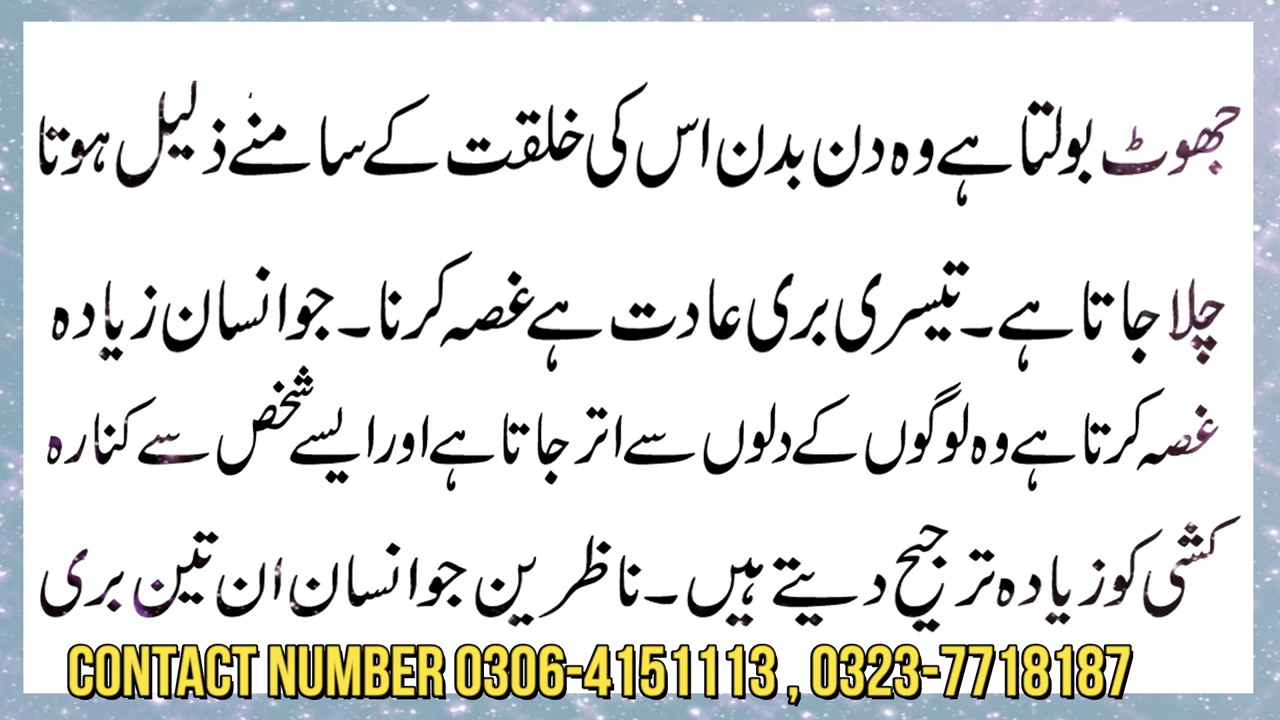 جھوٹ بولتا ہے وہ دن بدن اس کی خلقت کے سامنے ذلیل ہوتا
چلا جاتا ہے۔ تیسری بری عادت ہے غصہ کرنا۔ جو انسان زیادہ
غصہ کرتا ہے وہ لوگوں کے دلوں سے اتر جاتا ہے اور ایسے شخص سے کنارہ
کشی کو زیادہ ترجیح دیتے ہیں۔ ناظرین جو انسان ان تین بری
CONTACT NUMBER 0306-4151113 , 0323-7718187